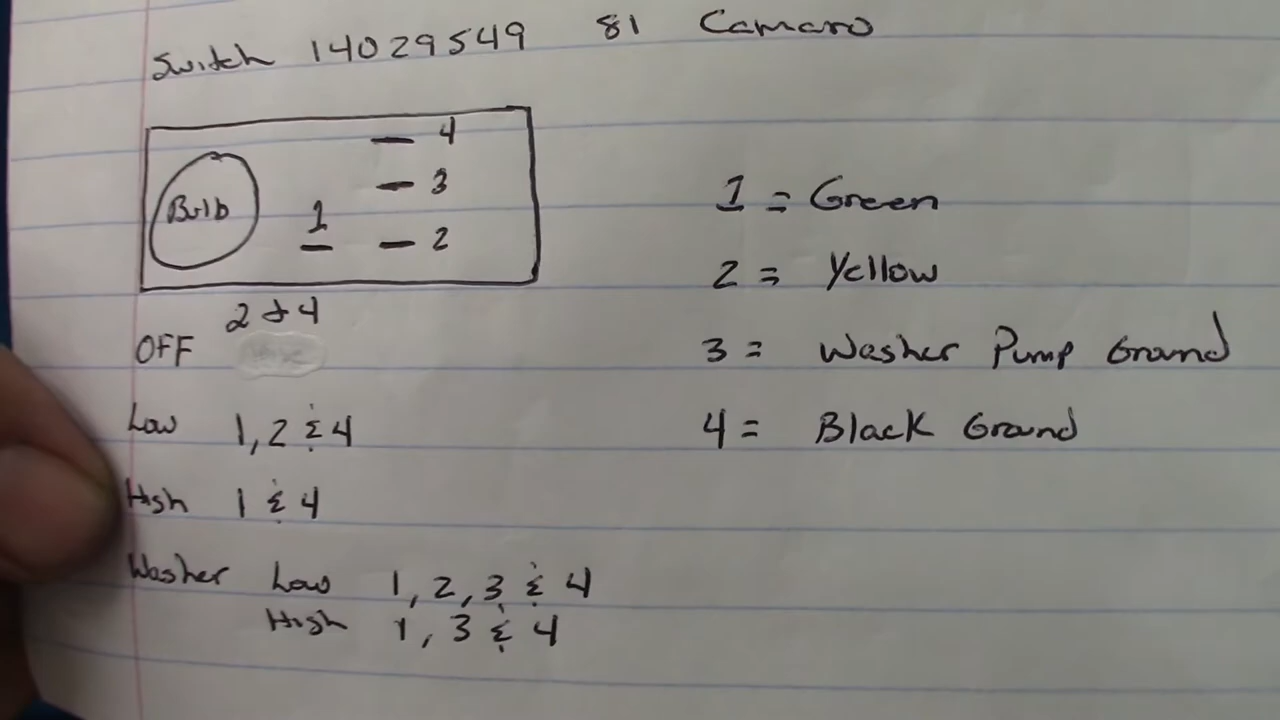 Switch 14029549 81 Camaro
4
3
Bulb 1
2
1 = Green
2 = Yellow
3 = Washer Pump Ground
4 = Black Ground
2 & 4
OFF
Low 1, 2 & 4
High 1 & 4
Washer Low 1, 2, 3 & 4
High 1, 3 & 4